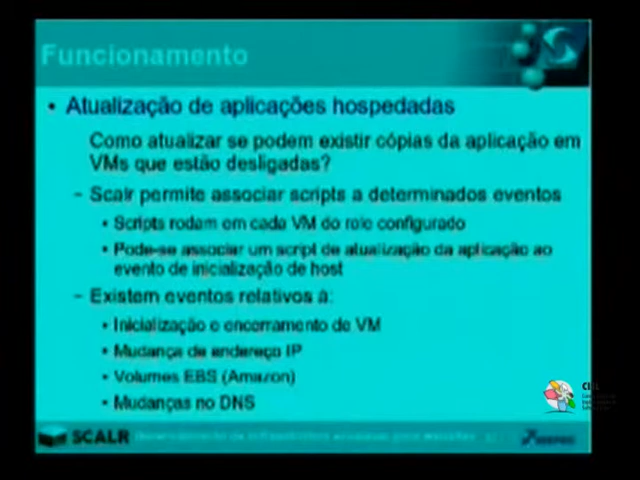 Funcionamento
• Atualização de aplicações hospedadas
Como atualizar se podem existir cópias da aplicação em
VMs que estão desligadas?
– Scalr permite associar scripts a determinados eventos
• Scripts rodam em cada VM do role configurado
• Pode-se associar um script de atualização da aplicação ao
evento de inicialização de host
– Existem eventos relativos à:
• Inicialização e encerramento de VM
• Mudança de endereço IP
• Volumes EBS (Amazon)
• Mudanças no DNS
SCALR